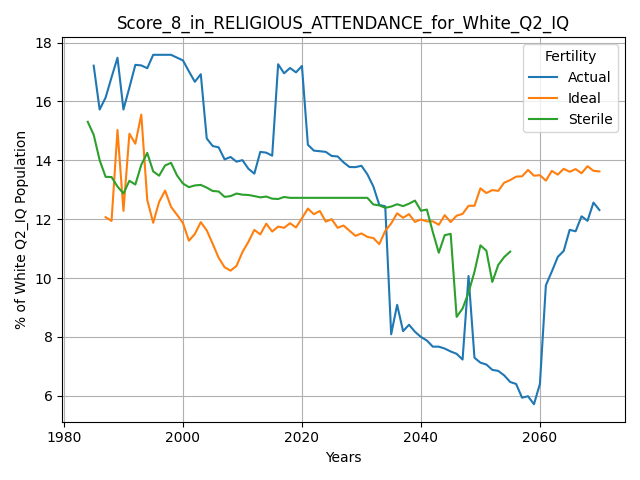 Score_8_in_RELIGIOUS_ATTENDANCE_for_White_Q2_IQ
Fertility
Actual
Ideal
Sterile
% of White Q2_IQ Population
18
16
14
12
10
8
6
1980
2000
2020
2040
2060
Years